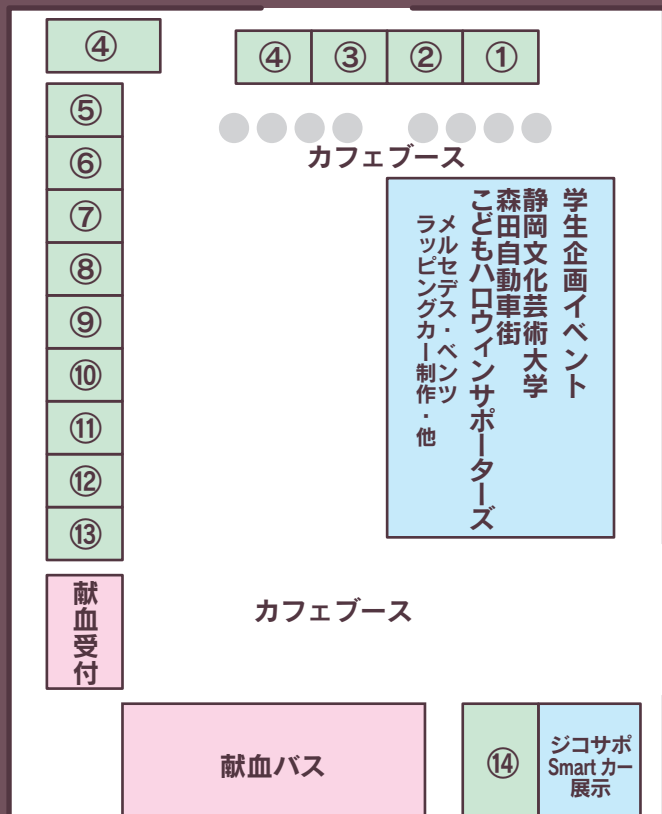 ④
④ ③ ② ①
⑤
⑥
⑦
⑧
⑨
⑩
⑪
⑫
⑬
カフェブース
学生企画イベント
静岡文化芸術大学
森田自動車街
こどもハロウィンサポーターズ
メルセデス・ベンツ
ラッピングカー制作・他
献血受付
カフェブース
献血バス
⑭
ジコサポ
Smart カー
展示